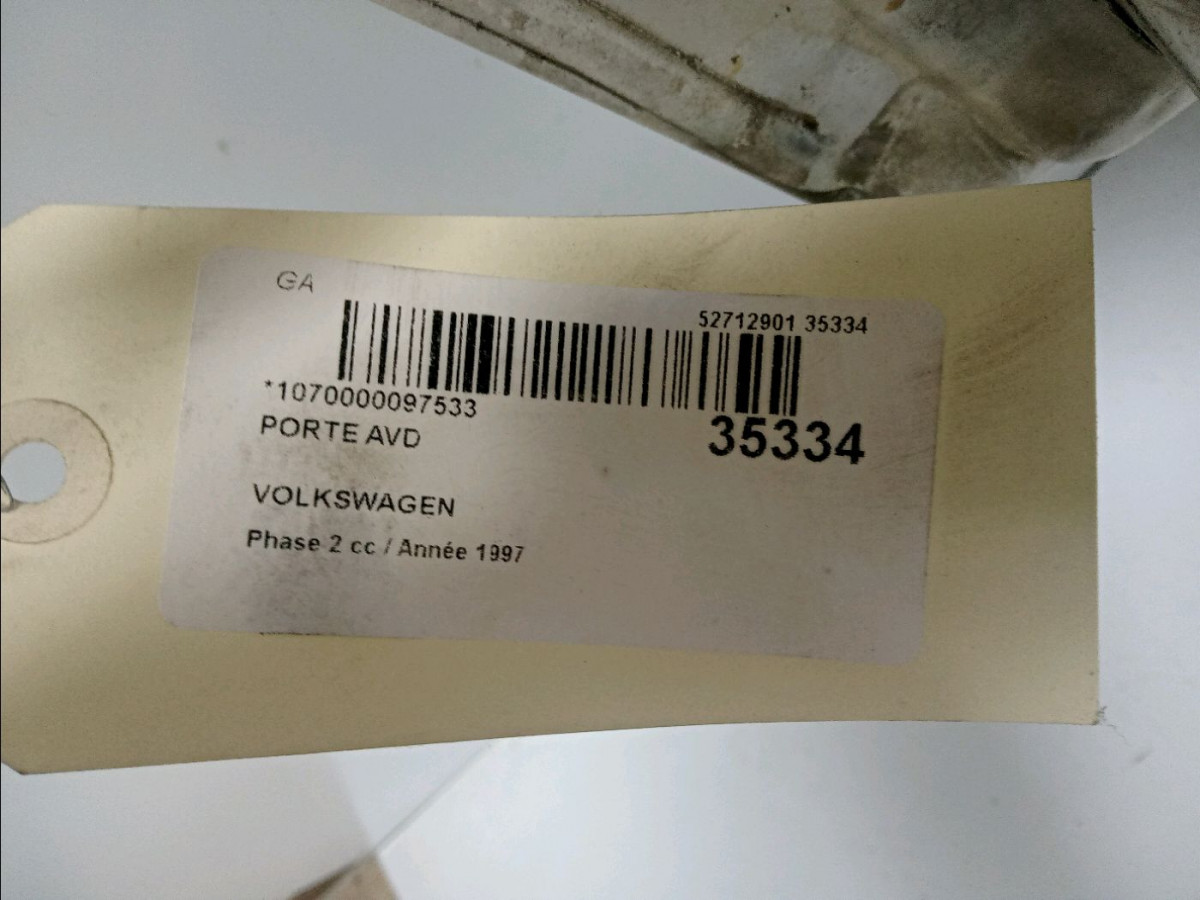 GA
52712901 35334
*1070000097533
PORTE AVD
35334
VOLKSWAGEN
Phase 2 cc / Année 1997